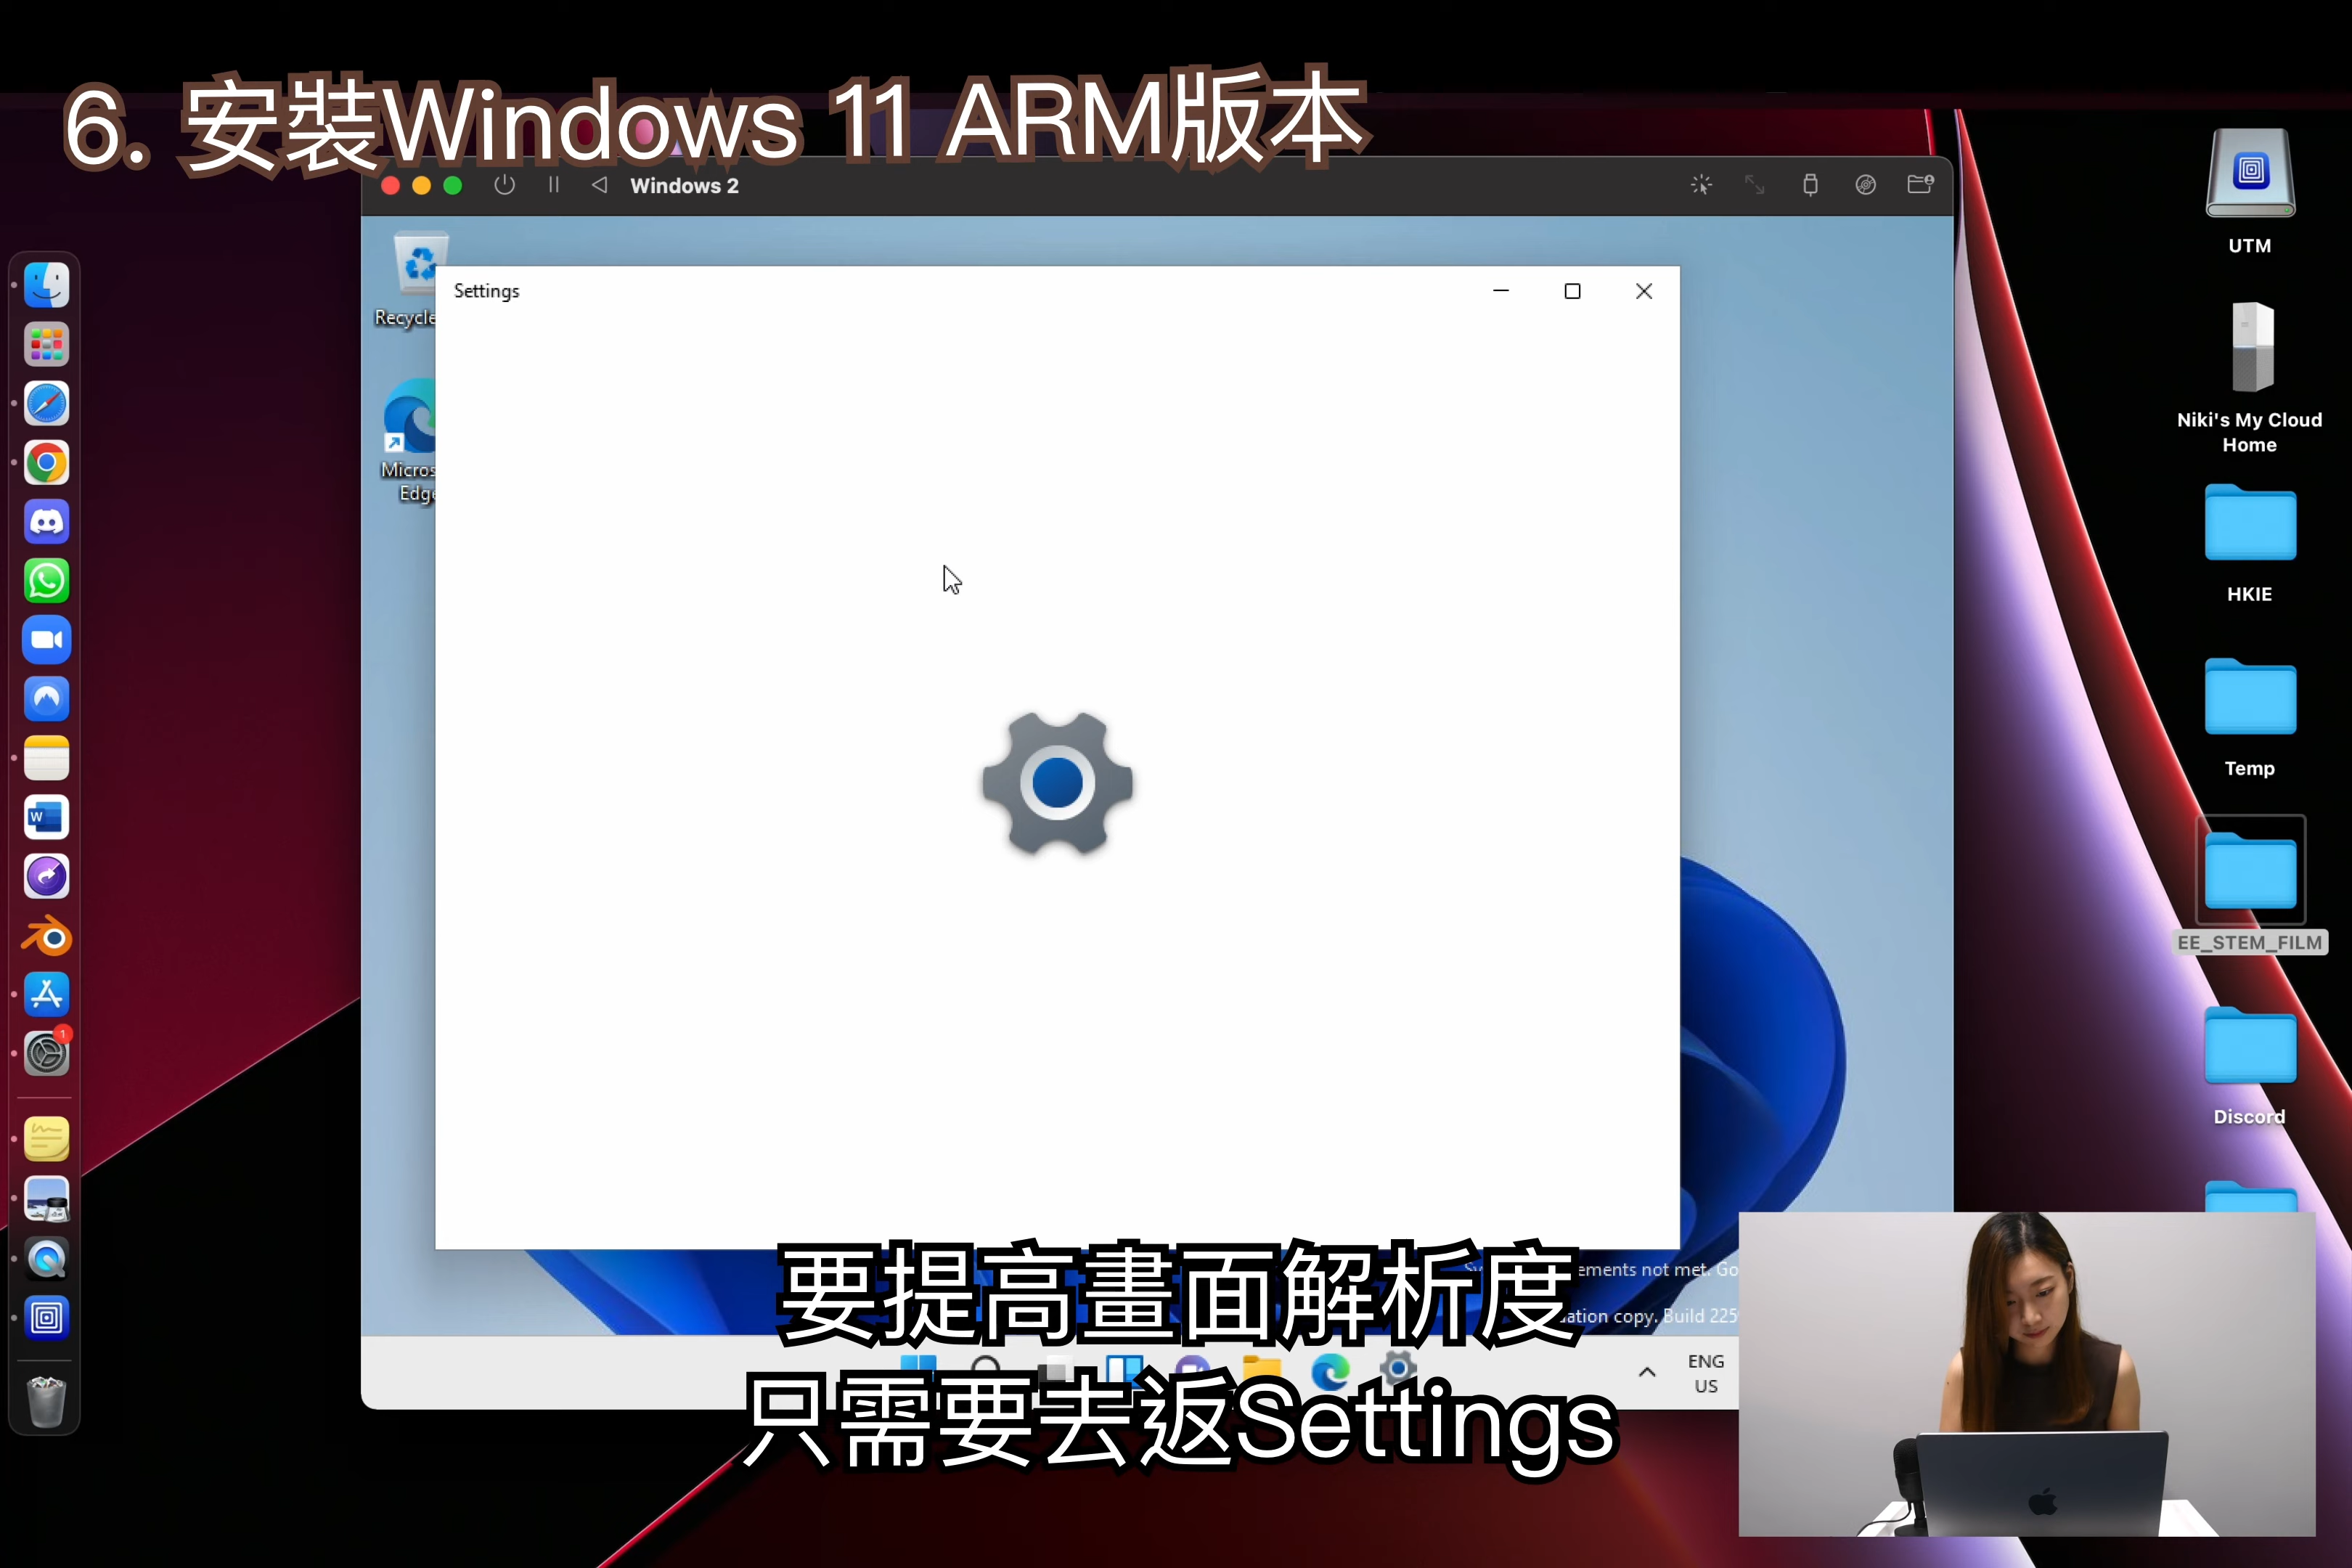 6. 安裝Windows 11 ARM版本
Windows 2
UTM
Settings
Recycle
Niki's My Cloud
Home
Micros
Edge
HKIE
Temp
W
EE_STEM_FILM
1
Discord
ements not met. Go
ation copy. Build 225
要提高畫面解析度
ENG
US
只需要去返Settings